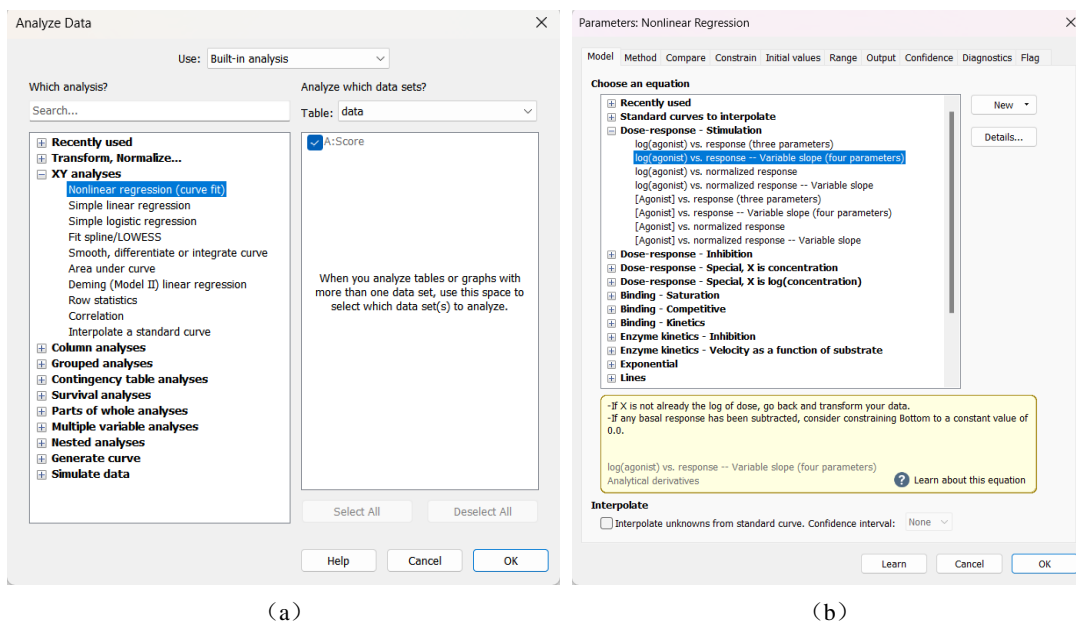 Analyze Data
Use: Built-in analysis
Which analysis?
Search...
Recently used
Transform, Normalize...
XY analyses
Nonlinear regression (curve fit)
Simple linear regression
Simple logistic regression
Fit spline/LOWESS
Smooth, differentiate or integrate curve
Area under curve
Deming (Model II) linear regression
Row statistics
Correlation
Interpolate a standard curve
Column analyses
Grouped analyses
Contingency table analyses
Survival analyses
Parts of whole analyses
Multiple variable analyses
Nested analyses
Generate curve
Simulate data
Analyze which data sets?
Table: data
A:Score
When you analyze tables or graphs with
more than one data set, use this space to
select which data set(s) to analyze.
Select All Deselect All
Help Cancel OK
(a)
Parameters: Nonlinear Regression
Model Method Compare Constrain Initial values Range Output Confidence Diagnostics Flag
Choose an equation
Recently used
Standard curves to interpolate
Dose-response - Stimulation
log(agonist) vs. response (three parameters)
log(agonist) vs. response -- Variable slope (four parameters)
log(agonist) vs. normalized response
log(agonist) vs. normalized response -- Variable slope
[Agonist] vs. response (three parameters)
[Agonist] vs. response -- Variable slope (four parameters)
[Agonist] vs. normalized response
[Agonist] vs. normalized response -- Variable slope
Dose-response - Inhibition
Dose-response - Special, X is concentration
Dose-response - Special, X is log(concentration)
Binding - Saturation
Binding - Competitive
Binding - Kinetics
Enzyme kinetics - Inhibition
Enzyme kinetics - Velocity as a function of substrate
Exponential
Lines
New
Details...
-If X is not already the log of dose, go back and transform your data.
-If any basal response has been subtracted, consider constraining Bottom to a constant value of
0.0.
log(agonist) vs. response -- Variable slope (four parameters)
Analytical derivatives
? Learn about this equation
Interpolate
Interpolate unknowns from standard curve. Confidence interval: None
Learn Cancel OK
(b)